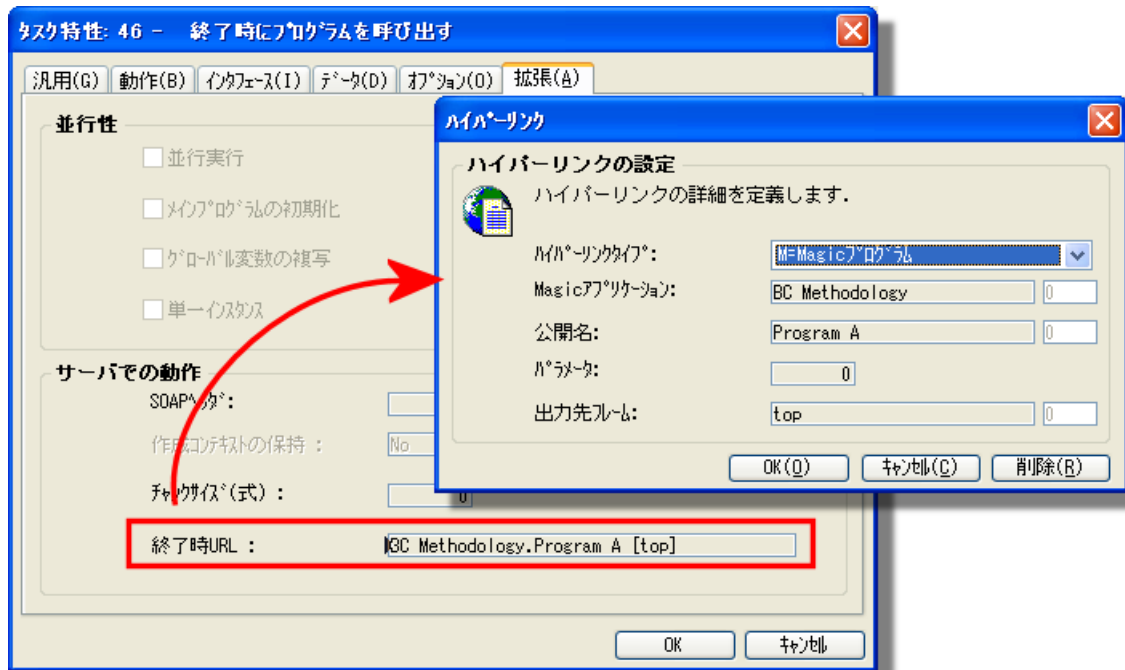 タスク特性: 46 - 終了時にプログラムを呼び出す
汎用(G) 動作(B) インタフェース(I) データ(D) オプション(O) 拡張(A)
並行性
並行実行
メインプログラムの初期化
グローバル変数の複写
単一インスタンス
サーバでの動作
SOAPヘッダ:
作成コンテキストの保持 : No
チャックサイズ(式) : 0
終了時URL : BC Methodology.Program A [top]
OK キャンセル
ハイパーリンク
ハイパーリンクの設定
ハイパーリンクの詳細を定義します.
ハイパーリンクタイプ: M=Magicプログラム
Magicアプリケーション: BC Methodology 0
公開名: Program A 0
パラメータ: 0
出力先フレーム: top 0
OK(O) キャンセル(C) 削除(R)